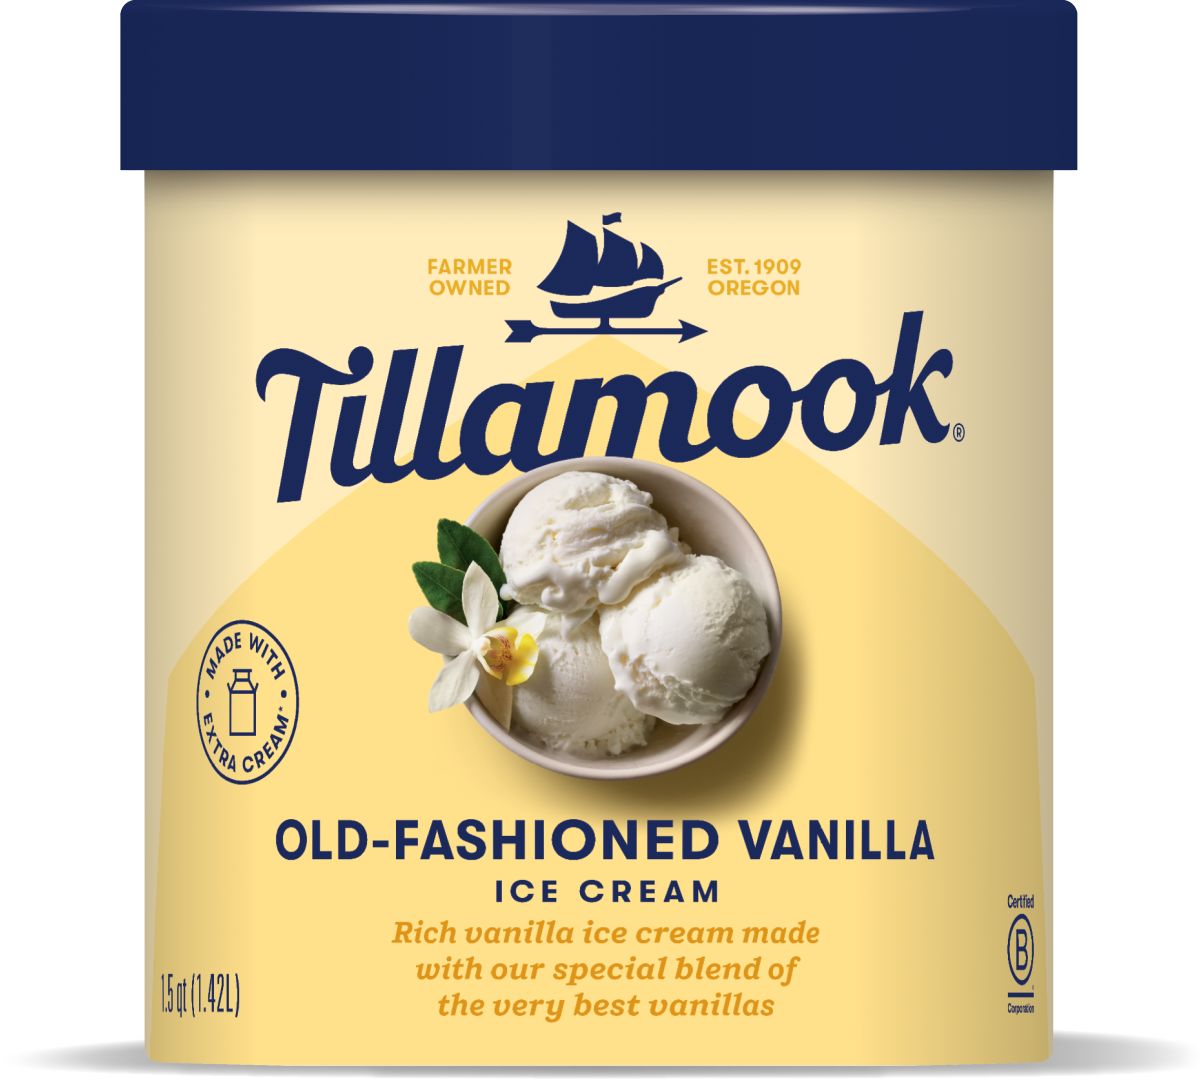 FARMER
OWNED
EST. 1909
OREGON
Tillamook®
MADE WITH
EXTRA CREAM*
OLD-FASHIONED VANILLA
ICE CREAM
Rich vanilla ice cream made
with our special blend of
the very best vanillas
1.5 qt (1.42L)
Certified
B
Corporation